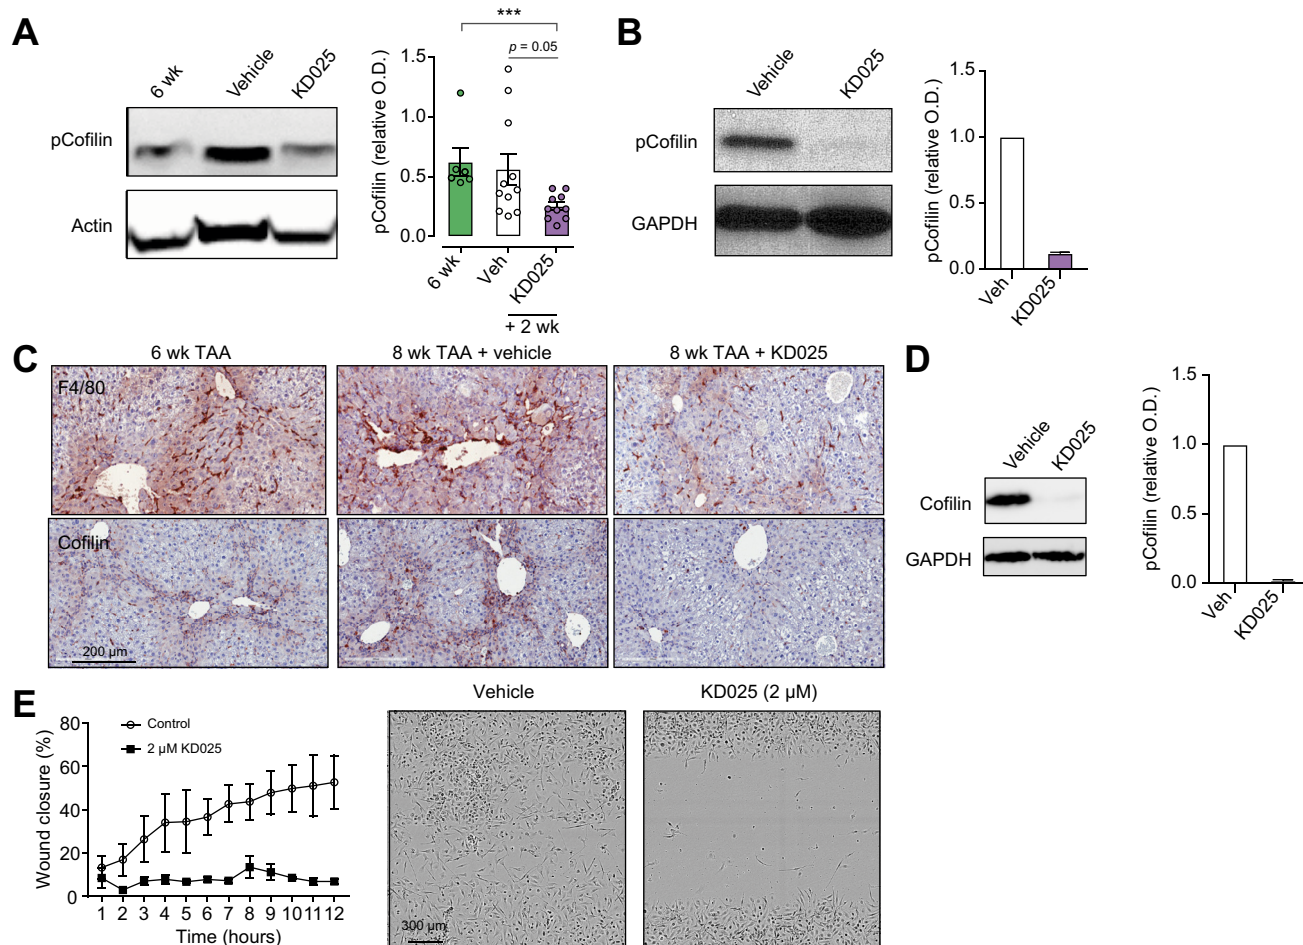 A
6 wk
Vehicle
KD025
pCofilin
Actin
pCofilin (relative O.D.)
1.5
1.0
0.5
0.0
***
p = 0.05
6 wk
Veh
KD025
+ 2 wk
B
Vehicle
KD025
pCofilin
GAPDH
pCofilin (relative O.D.)
1.5
1.0
0.5
0.0
Veh
KD025
C
6 wk TAA
8 wk TAA + vehicle
8 wk TAA + KD025
F4/80
Cofilin
200 µm
D
Vehicle
KD025
Cofilin
GAPDH
pCofilin (relative O.D.)
1.5
1.0
0.5
0.0
Veh
KD025
E
Wound closure (%)
80
60
40
20
0
Control
2 µM KD025
1 2 3 4 5 6 7 8 9 10 11 12
Time (hours)
Vehicle
KD025 (2 µM)
300 µm